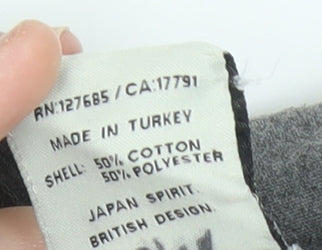 RN:127685 / CA:17791
MADE IN TURKEY
SHELL: 50% COTTON
50% POLYESTER
JAPAN SPIRIT.
BRITISH DESIGN.